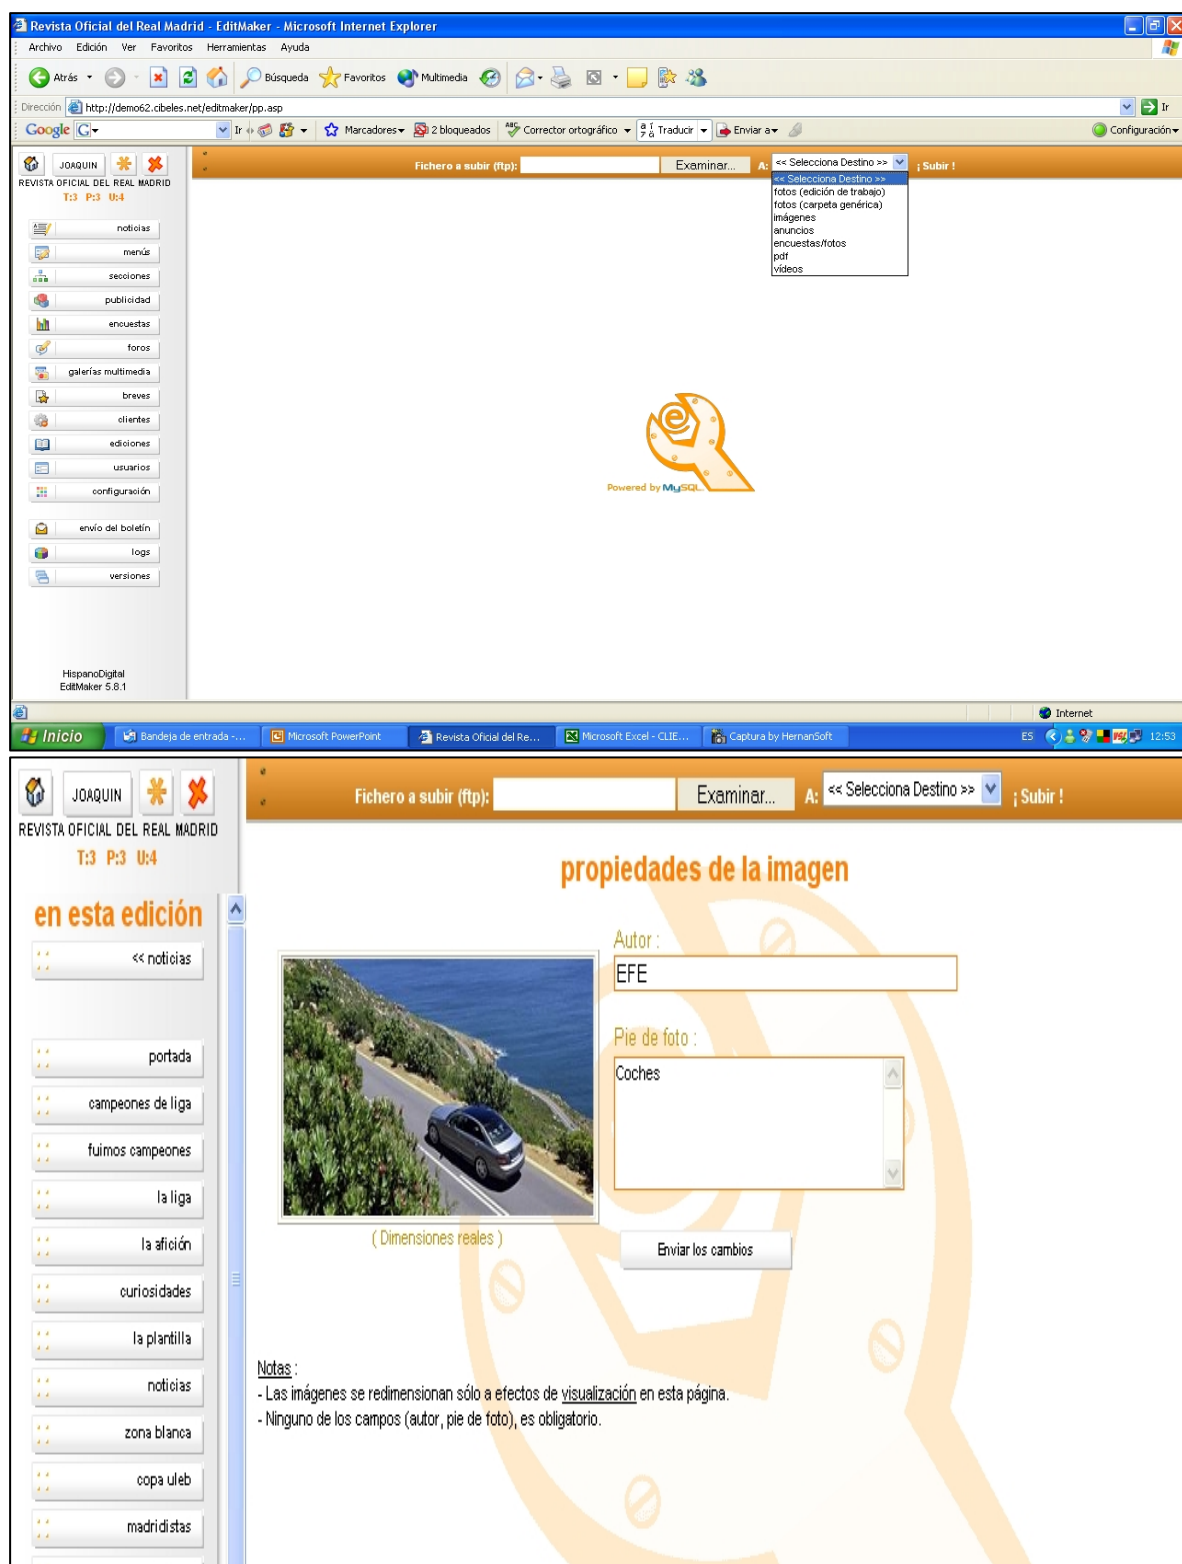 Revista Oficial del Real Madrid - EditMaker - Microsoft Internet Explorer
Archivo Edición Ver Favoritos Herramientas Ayuda
Atrás Búsqueda Favoritos Multimedia
Dirección http://demo62.cibeles.net/editmaker/pp.asp Ir
Google Ir Marcadores 2 bloqueados Corrector ortográfico Traducir Enviar a Configuración
JOAQUIN
REVISTA OFICIAL DEL REAL MADRID
T:3 P:3 U:4
Fichero a subir (ftp): Examinar... A: << Selecciona Destino >> ¡ Subir !
<< Selecciona Destino >>
fotos (edición de trabajo)
fotos (carpeta genérica)
imágenes
anuncios
encuestas/fotos
pdf
vídeos
noticias
menús
secciones
publicidad
encuestas
foros
galerías multimedia
breves
clientes
ediciones
usuarios
configuración
envío del boletín
logs
versiones
Powered by MySQL
HispanoDigital
EditMaker 5.8.1
Internet
Inicio Bandeja de entrada -... Microsoft PowerPoint Revista Oficial del Re... Microsoft Excel - CLIE... Captura by HernanSoft ES 12:53
JOAQUIN
REVISTA OFICIAL DEL REAL MADRID
T:3 P:3 U:4
Fichero a subir (ftp): Examinar... A: << Selecciona Destino >> ¡ Subir !
en esta edición
<< noticias
portada
campeones de liga
fuimos campeones
la liga
la afición
curiosidades
la plantilla
noticias
zona blanca
copa uleb
madridistas
propiedades de la imagen
Autor :
EFE
Pie de foto :
Coches
( Dimensiones reales )
Enviar los cambios
Notas :
- Las imágenes se redimensionan sólo a efectos de visualización en esta página.
- Ninguno de los campos (autor, pie de foto), es obligatorio.